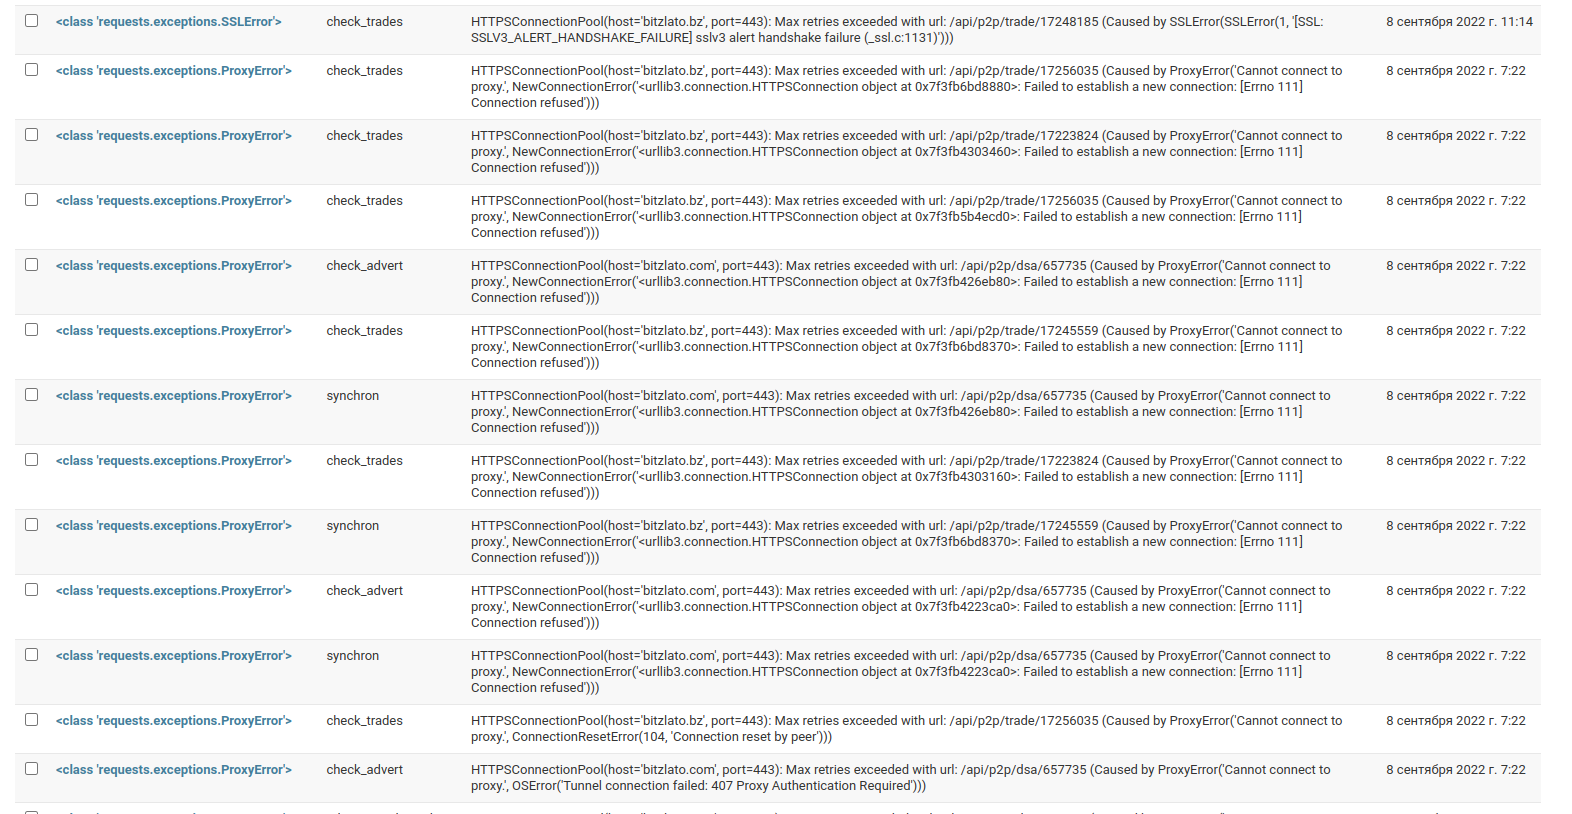 <class 'requests.exceptions.SSLError'> check_trades HTTPSConnectionPool(host='bitzlato.bz', port=443): Max retries exceeded with url: /api/p2p/trade/17248185 (Caused by SSLError(SSLError(1, '[SSL: 8 сентября 2022 г. 11:14
SSLV3_ALERT_HANDSHAKE_FAILURE] sslv3 alert handshake failure (_ssl.c:1131)')))
<class 'requests.exceptions.ProxyError'> check_trades HTTPSConnectionPool(host='bitzlato.bz', port=443): Max retries exceeded with url: /api/p2p/trade/17256035 (Caused by ProxyError('Cannot connect to 8 сентября 2022 г. 7:22
proxy.', NewConnectionError('<urllib3.connection.HTTPSConnection object at 0x7f3fb6bd8880>: Failed to establish a new connection: [Errno 111]
Connection refused')))
<class 'requests.exceptions.ProxyError'> check_trades HTTPSConnectionPool(host='bitzlato.bz', port=443): Max retries exceeded with url: /api/p2p/trade/17223824 (Caused by ProxyError('Cannot connect to 8 сентября 2022 г. 7:22
proxy.', NewConnectionError('<urllib3.connection.HTTPSConnection object at 0x7f3fb4303460>: Failed to establish a new connection: [Errno 111]
Connection refused')))
<class 'requests.exceptions.ProxyError'> check_trades HTTPSConnectionPool(host='bitzlato.bz', port=443): Max retries exceeded with url: /api/p2p/trade/17256035 (Caused by ProxyError('Cannot connect to 8 сентября 2022 г. 7:22
proxy.', NewConnectionError('<urllib3.connection.HTTPSConnection object at 0x7f3fb5b4ecd0>: Failed to establish a new connection: [Errno 111]
Connection refused')))
<class 'requests.exceptions.ProxyError'> check_advert HTTPSConnectionPool(host='bitzlato.com', port=443): Max retries exceeded with url: /api/p2p/dsa/657735 (Caused by ProxyError('Cannot connect to 8 сентября 2022 г. 7:22
proxy.', NewConnectionError('<urllib3.connection.HTTPSConnection object at 0x7f3fb426eb80>: Failed to establish a new connection: [Errno 111]
Connection refused')))
<class 'requests.exceptions.ProxyError'> check_trades HTTPSConnectionPool(host='bitzlato.bz', port=443): Max retries exceeded with url: /api/p2p/trade/17245559 (Caused by ProxyError('Cannot connect to 8 сентября 2022 г. 7:22
proxy.', NewConnectionError('<urllib3.connection.HTTPSConnection object at 0x7f3fb6bd8370>: Failed to establish a new connection: [Errno 111]
Connection refused')))
<class 'requests.exceptions.ProxyError'> synchron HTTPSConnectionPool(host='bitzlato.com', port=443): Max retries exceeded with url: /api/p2p/dsa/657735 (Caused by ProxyError('Cannot connect to 8 сентября 2022 г. 7:22
proxy.', NewConnectionError('<urllib3.connection.HTTPSConnection object at 0x7f3fb426eb80>: Failed to establish a new connection: [Errno 111]
Connection refused')))
<class 'requests.exceptions.ProxyError'> check_trades HTTPSConnectionPool(host='bitzlato.bz', port=443): Max retries exceeded with url: /api/p2p/trade/17223824 (Caused by ProxyError('Cannot connect to 8 сентября 2022 г. 7:22
proxy.', NewConnectionError('<urllib3.connection.HTTPSConnection object at 0x7f3fb4303160>: Failed to establish a new connection: [Errno 111]
Connection refused')))
<class 'requests.exceptions.ProxyError'> synchron HTTPSConnectionPool(host='bitzlato.bz', port=443): Max retries exceeded with url: /api/p2p/trade/17245559 (Caused by ProxyError('Cannot connect to 8 сентября 2022 г. 7:22
proxy.', NewConnectionError('<urllib3.connection.HTTPSConnection object at 0x7f3fb6bd8370>: Failed to establish a new connection: [Errno 111]
Connection refused')))
<class 'requests.exceptions.ProxyError'> check_advert HTTPSConnectionPool(host='bitzlato.com', port=443): Max retries exceeded with url: /api/p2p/dsa/657735 (Caused by ProxyError('Cannot connect to 8 сентября 2022 г. 7:22
proxy.', NewConnectionError('<urllib3.connection.HTTPSConnection object at 0x7f3fb4223ca0>: Failed to establish a new connection: [Errno 111]
Connection refused')))
<class 'requests.exceptions.ProxyError'> synchron HTTPSConnectionPool(host='bitzlato.com', port=443): Max retries exceeded with url: /api/p2p/dsa/657735 (Caused by ProxyError('Cannot connect to 8 сентября 2022 г. 7:22
proxy.', NewConnectionError('<urllib3.connection.HTTPSConnection object at 0x7f3fb4223ca0>: Failed to establish a new connection: [Errno 111]
Connection refused')))
<class 'requests.exceptions.ProxyError'> check_trades HTTPSConnectionPool(host='bitzlato.bz', port=443): Max retries exceeded with url: /api/p2p/trade/17256035 (Caused by ProxyError('Cannot connect to 8 сентября 2022 г. 7:22
proxy.', ConnectionResetError(104, 'Connection reset by peer')))
<class 'requests.exceptions.ProxyError'> check_advert HTTPSConnectionPool(host='bitzlato.com', port=443): Max retries exceeded with url: /api/p2p/dsa/657735 (Caused by ProxyError('Cannot connect to 8 сентября 2022 г. 7:22
proxy.', OSError('Tunnel connection failed: 407 Proxy Authentication Required')))